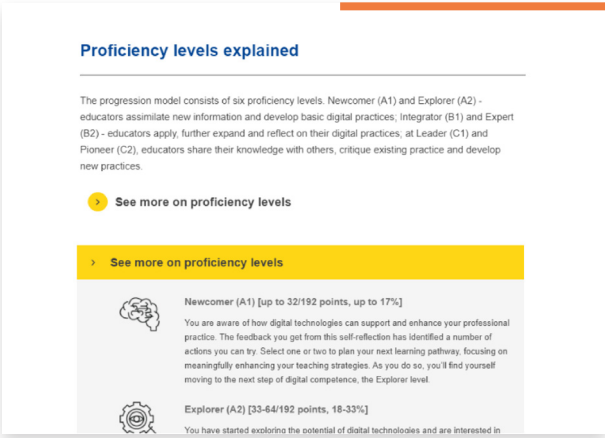 Proficiency levels explained
The progression model consists of six proficiency levels. Newcomer (A1) and Explorer (A2) -
educators assimilate new information and develop basic digital practices; Integrator (B1) and Expert
(B2) - educators apply, further expand and reflect on their digital practices; at Leader (C1) and
Pioneer (C2), educators share their knowledge with others, critique existing practice and develop
new practices.
See more on proficiency levels
See more on proficiency levels
Newcomer (A1) [up to 32/192 points, up to 17%]
You are aware of how digital technologies can support and enhance your professional
practice. The feedback you get from this self-reflection has identified a number of
actions you can try. Select one or two to plan your next learning pathway, focusing on
meaningfully enhancing your teaching strategies. As you do so, you'll find yourself
moving to the next step of digital competence, the Explorer level.
Explorer (A2) [33-64/192 points, 18-33%]
You have started exploring the potential of digital technologies and are interested in